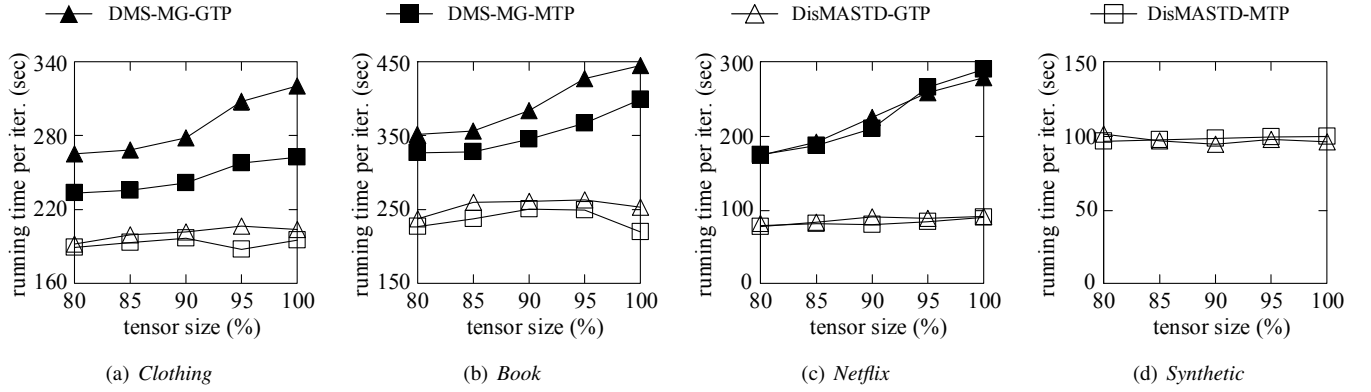 DMS-MG-GTP DMS-MG-MTP DisMASTD-GTP DisMASTD-MTP
running time per iter. (sec)
340
280
220
160
80 85 90 95 100
tensor size (%)
(a) Clothing
running time per iter. (sec)
450
350
250
150
80 85 90 95 100
tensor size (%)
(b) Book
running time per iter. (sec)
300
200
100
0
80 85 90 95 100
tensor size (%)
(c) Netflix
running time per iter. (sec)
150
100
50
0
80 85 90 95 100
tensor size (%)
(d) Synthetic